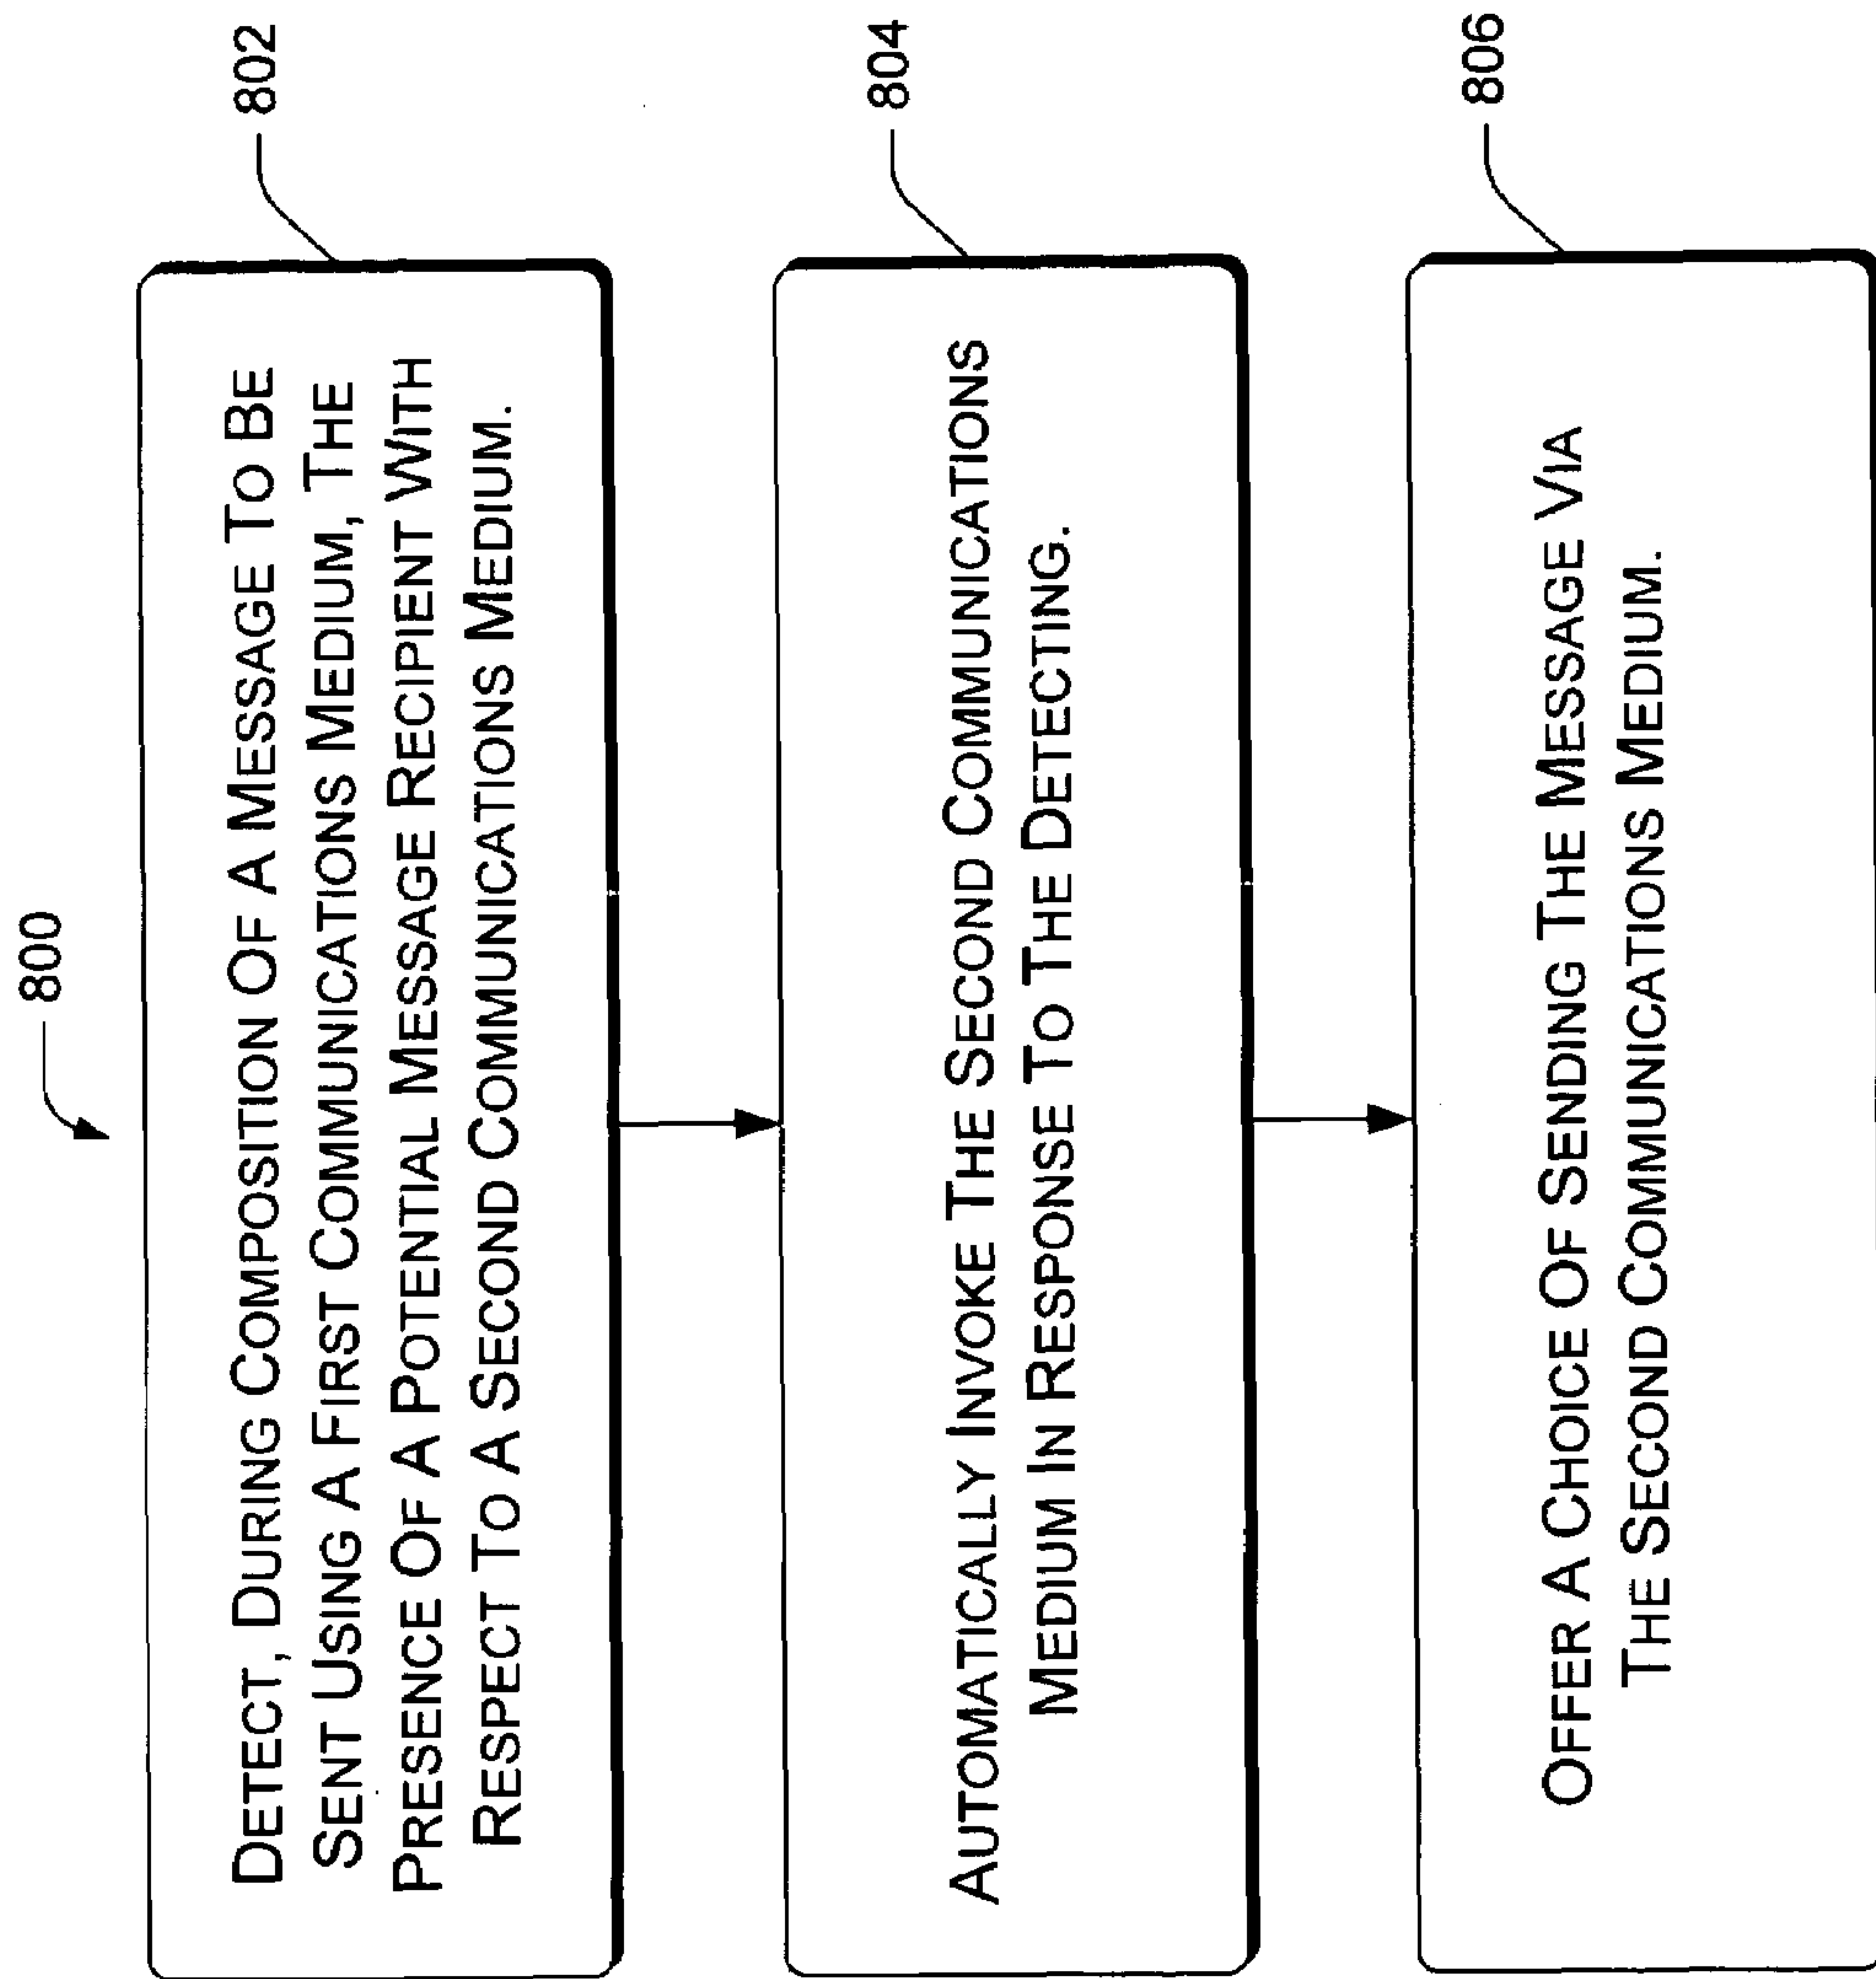 800
DETECT, DURING COMPOSITION OF A MESSAGE TO BE
SENT USING A FIRST COMMUNICATIONS MEDIUM, THE
PRESENCE OF A POTENTIAL MESSAGE RECIPIENT WITH
RESPECT TO A SECOND COMMUNICATIONS MEDIUM.
802
AUTOMATICALLY INVOKE THE SECOND COMMUNICATIONS
MEDIUM IN RESPONSE TO THE DETECTING.
804
OFFER A CHOICE OF SENDING THE MESSAGE VIA
THE SECOND COMMUNICATIONS MEDIUM.
806